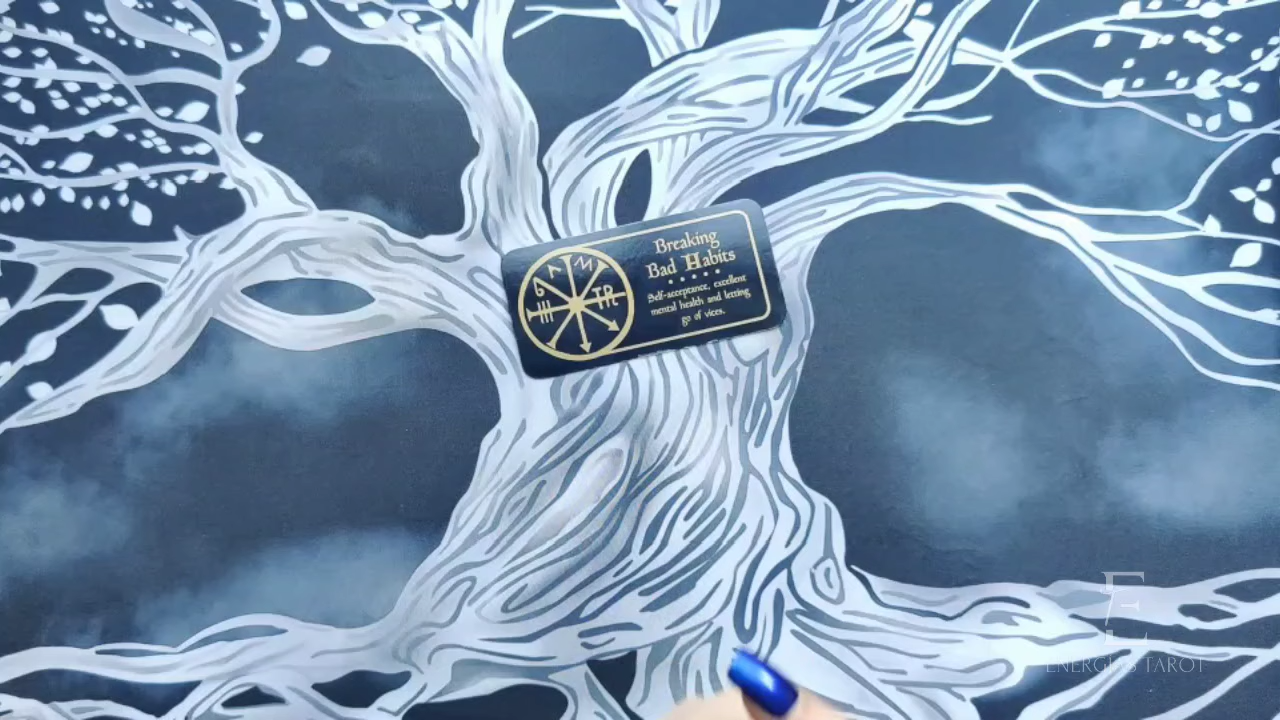 Breaking
Bad Habits
Self-acceptance, excellent
mental health and letting
go of vices.
E
ENERGIAS TAROT